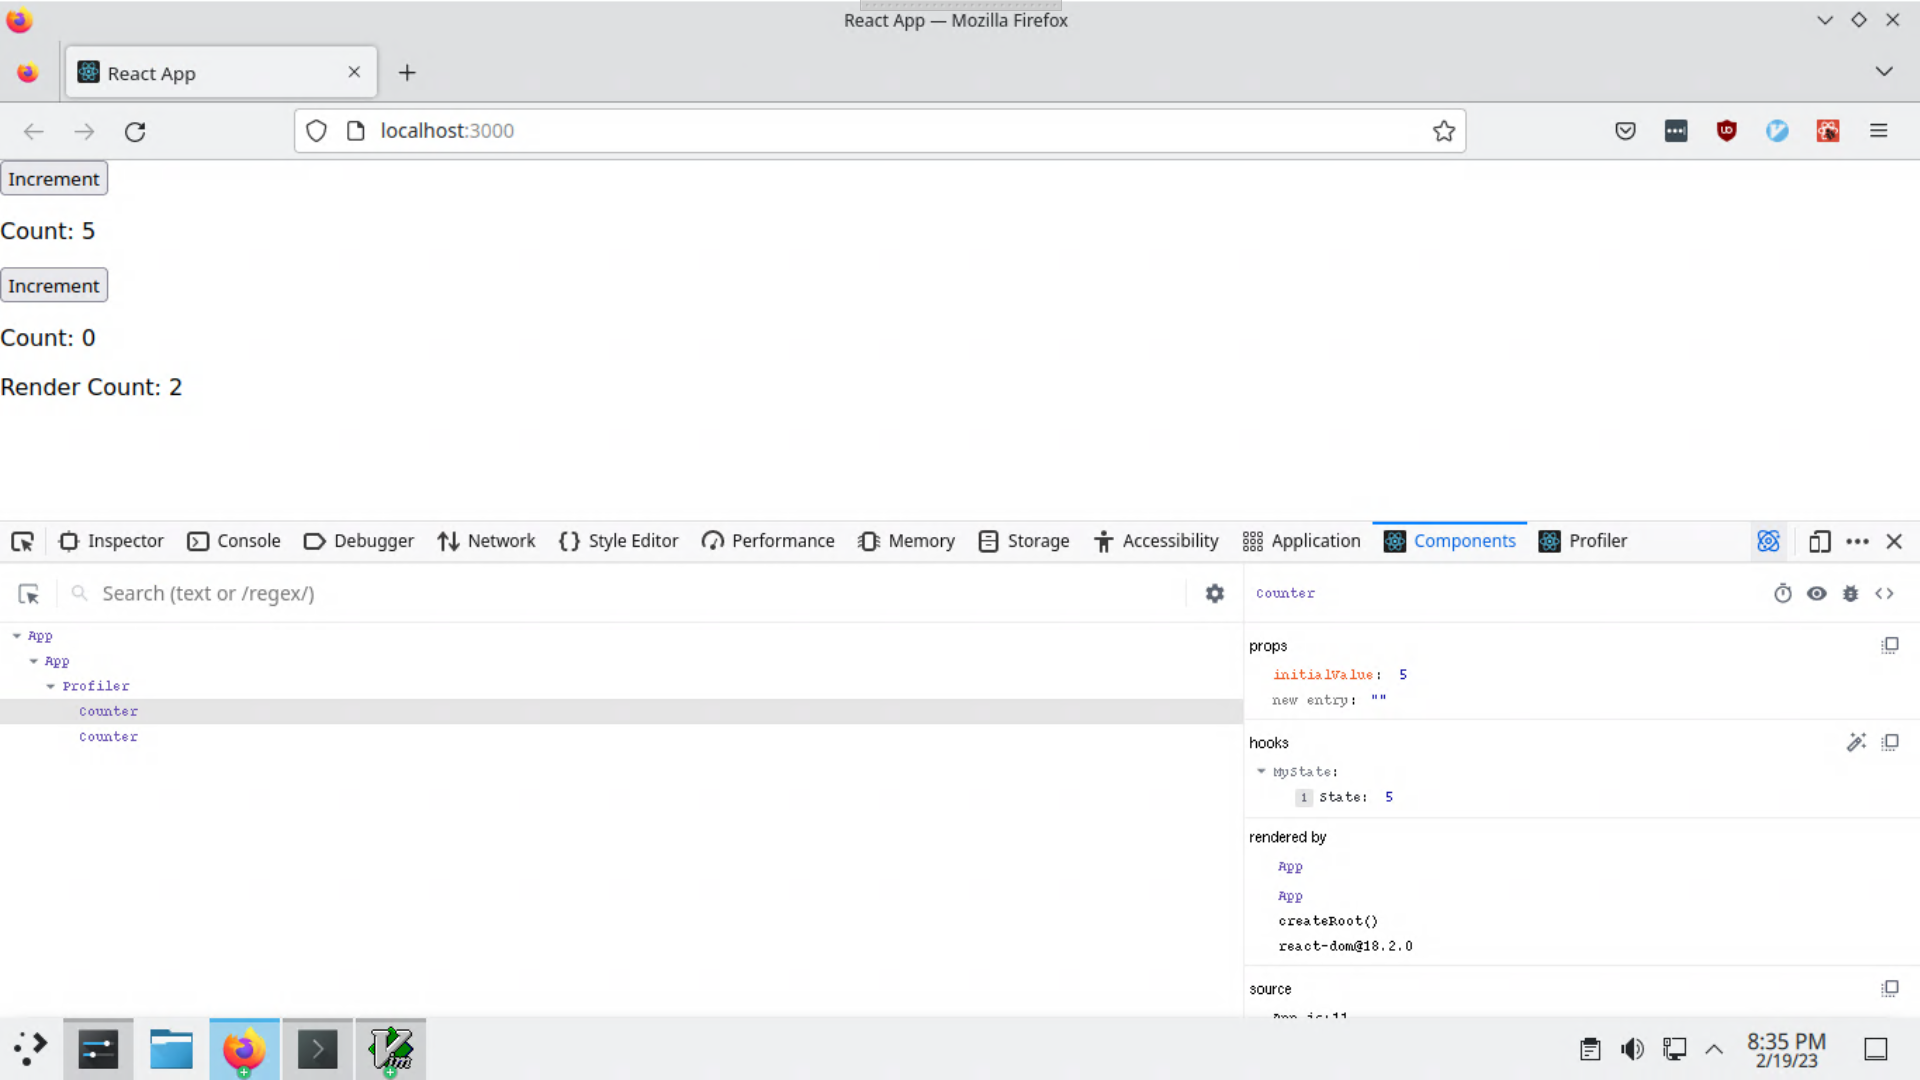 React App — Mozilla Firefox
React App
localhost:3000
Increment
Count: 5
Increment
Count: 0
Render Count: 2
Inspector Console Debugger Network Style Editor Performance Memory Storage Accessibility Application Components Profiler
Search (text or /regex/)
App
App
Profiler
Counter
Counter
Counter
props
initialValue: 5
new entry: ""
hooks
MyState:
1 State: 5
rendered by
App
App
createRoot()
react-dom@18.2.0
source
App.js:11
8:35 PM
2/19/23